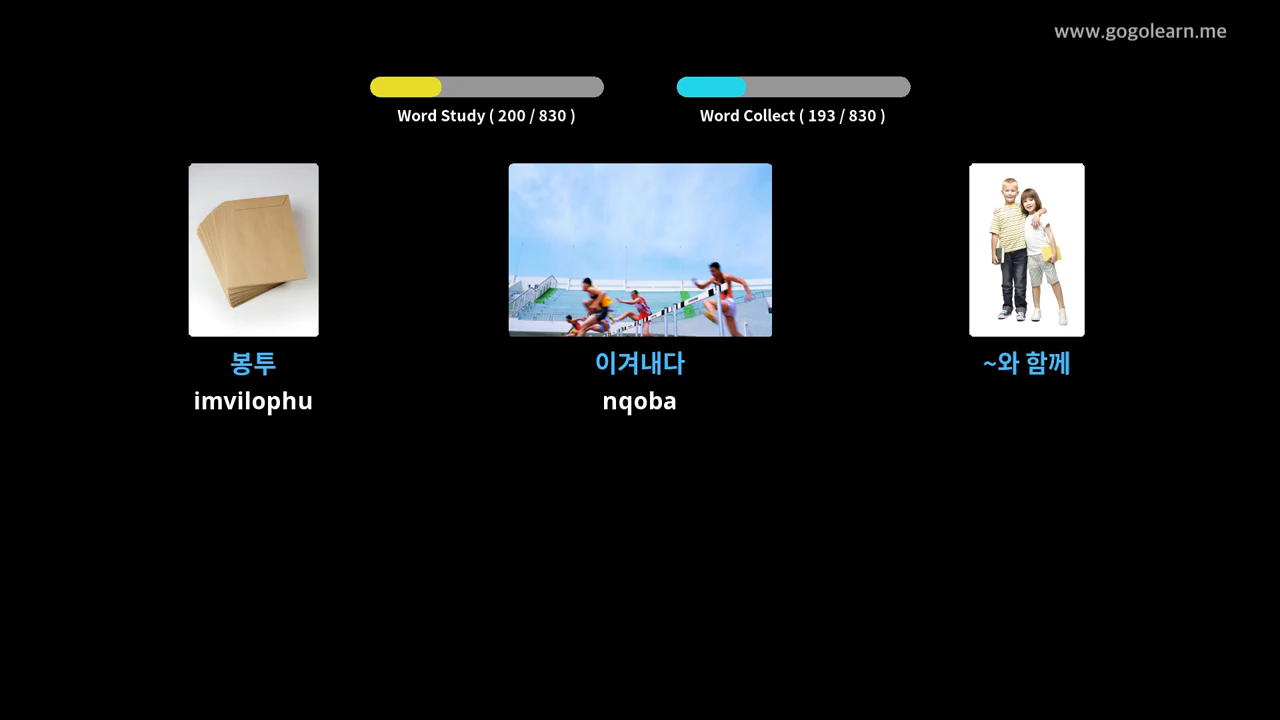 www.gogolearn.me
Word Study ( 200 / 830 )
Word Collect ( 193 / 830 )
봉투
이겨내다
~와 함께
imvilophu
nqoba